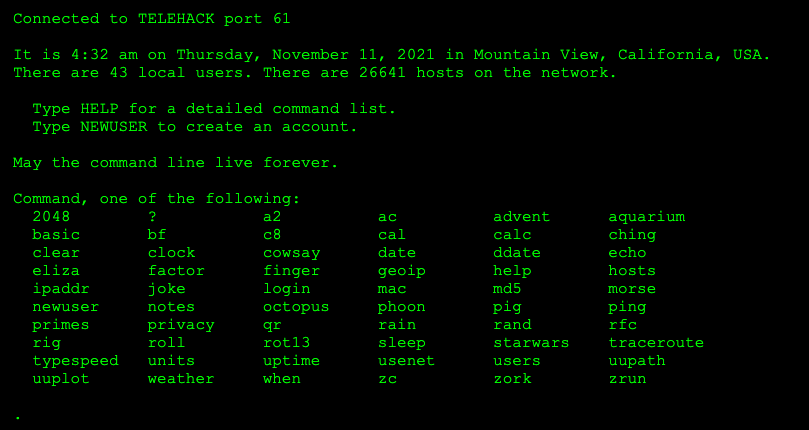 Connected to TELEHACK port 61
It is 4:32 am on Thursday, November 11, 2021 in Mountain View, California, USA.
There are 43 local users. There are 26641 hosts on the network.
Type HELP for a detailed command list.
Type NEWUSER to create an account.
May the command line live forever.
Command, one of the following:
2048 ? a2 ac advent aquarium
basic bf c8 cal calc ching
clear clock cowsay date ddate echo
eliza factor finger geoip help hosts
ipaddr joke login mac md5 morse
newuser notes octopus phoon pig ping
primes privacy qr rain rand rfc
rig roll rot13 sleep starwars traceroute
typespeed units uptime usenet users uupath
uuplot weather when zc zork zrun
.